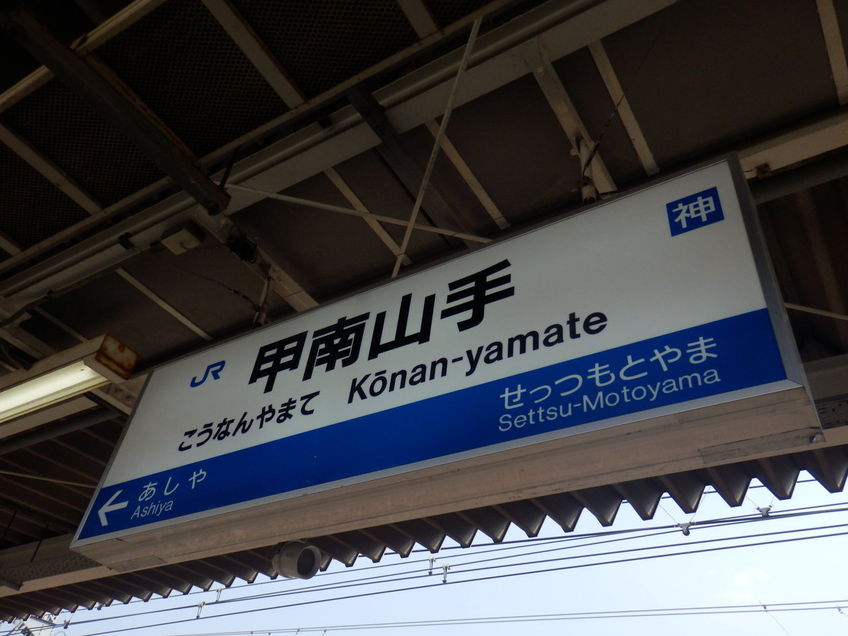 神
JR 甲南山手
こうなんやまて Kōnan-yamate
せっつもとやま
Settsu-Motoyama
← あしや
Ashiya